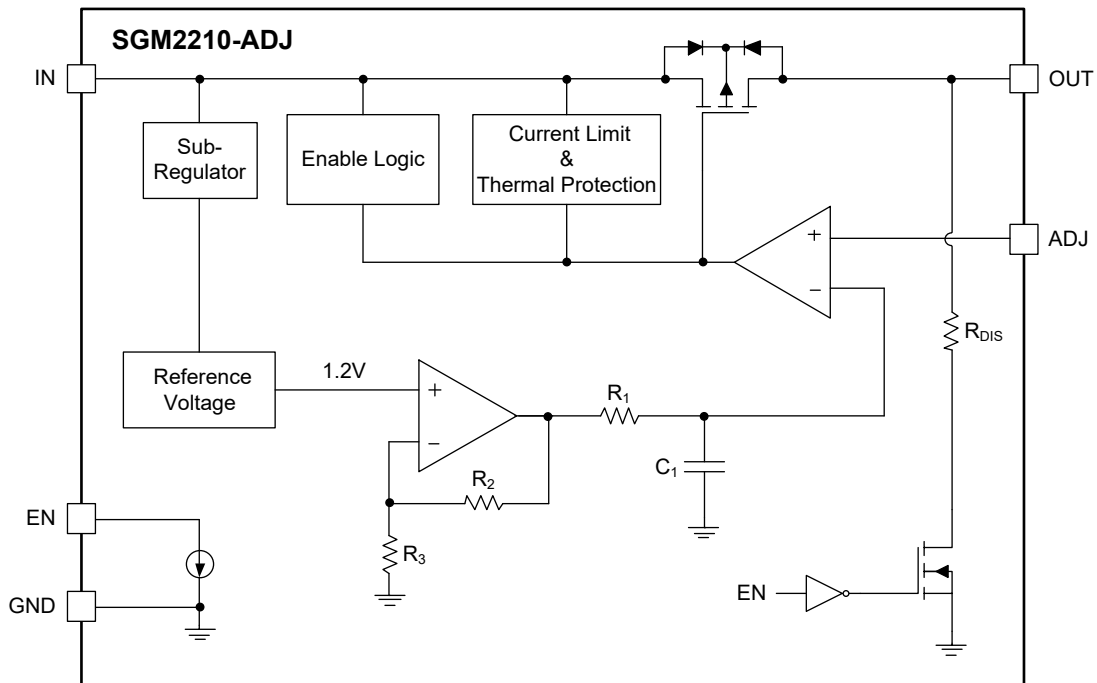 SGM2210-ADJ
IN
OUT
Sub-
Regulator
Enable Logic
Current Limit
&
Thermal Protection
+
−
ADJ
RDIS
Reference
Voltage
1.2V
+
−
R1
C1
R2
R3
EN
GND
EN